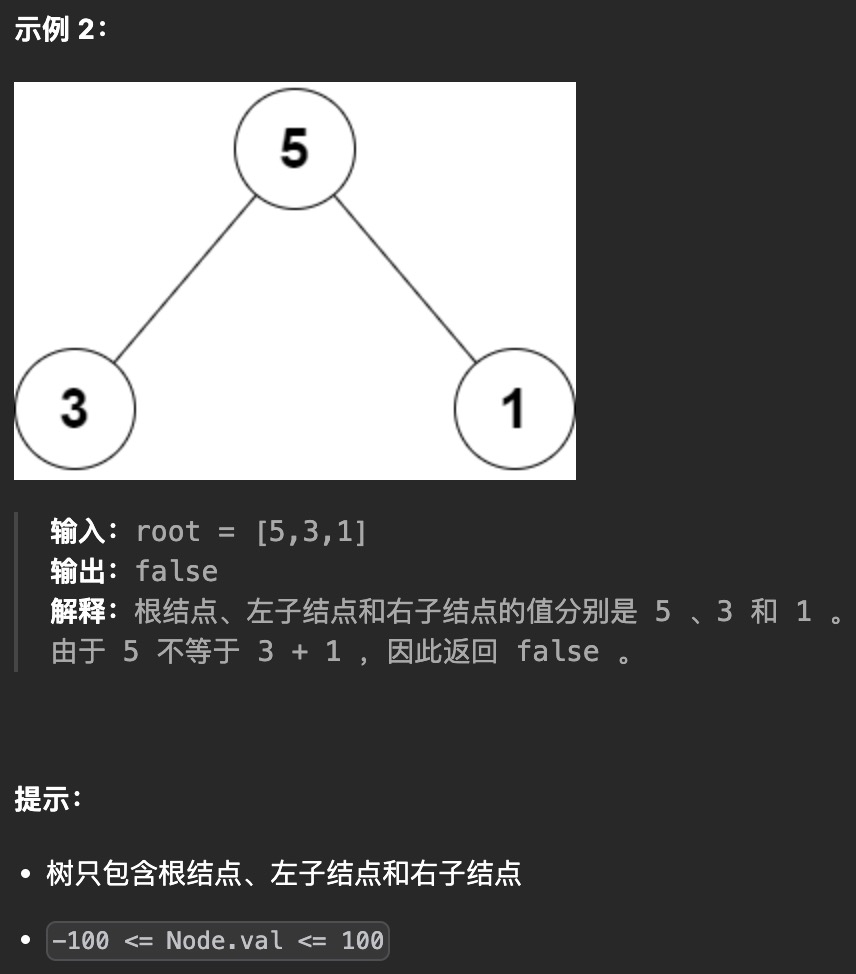 示例 2：
5
3
1
输入：root = [5,3,1]
输出：false
解释：根结点、左子结点和右子结点的值分别是 5 、3 和 1 。
由于 5 不等于 3 + 1 ，因此返回 false 。
提示：
• 树只包含根结点、左子结点和右子结点
• -100 <= Node.val <= 100